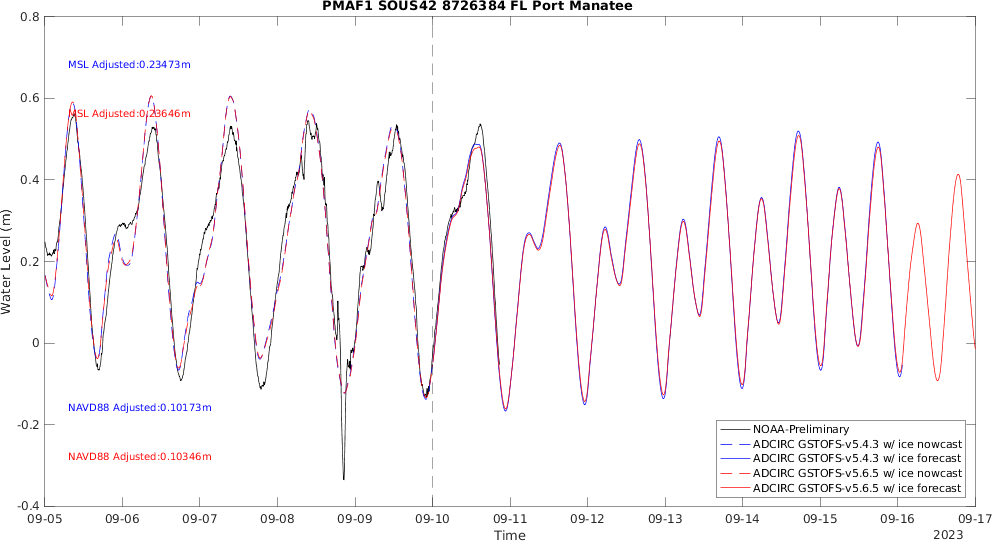 PMAF1 SOUS42 8726384 FL Port Manatee
0.8
0.6
0.4
0.2
0
-0.2
-0.4
Water Level (m)
MSL Adjusted:0.23473m
MSL Adjusted:0.23646m
NAVD88 Adjusted:0.10173m
NAVD88 Adjusted:0.10346m
NOAA-Preliminary
ADCIRC GSTOFS-v5.4.3 w/ ice nowcast
ADCIRC GSTOFS-v5.4.3 w/ ice forecast
ADCIRC GSTOFS-v5.6.5 w/ ice nowcast
ADCIRC GSTOFS-v5.6.5 w/ ice forecast
09-05 09-06 09-07 09-08 09-09 09-10 09-11 09-12 09-13 09-14 09-15 09-16 09-17
Time
2023